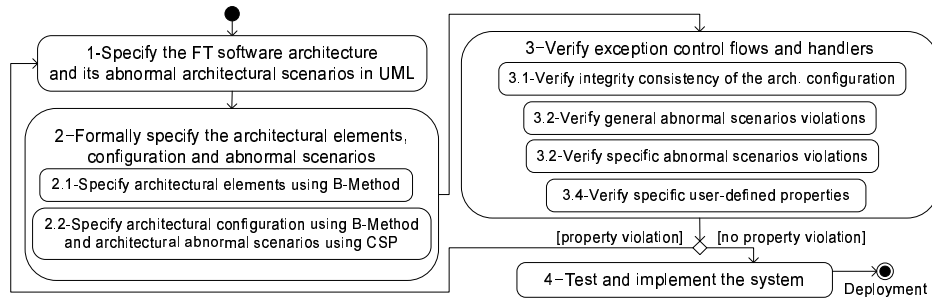 1-Specify the FT software architecture
and its abnormal architectural scenarios in UML
2-Formally specify the architectural elements,
configuration and abnormal scenarios
2.1-Specify architectural elements using B-Method
2.2-Specify architectural configuration using B-Method
and architectural abnormal scenarios using CSP
3-Verify exception control flows and handlers
3.1-Verify integrity consistency of the arch. configuration
3.2-Verify general abnormal scenarios violations
3.2-Verify specific abnormal scenarios violations
3.4-Verify specific user-defined properties
[property violation]
[no property violation]
4-Test and implement the system
Deployment